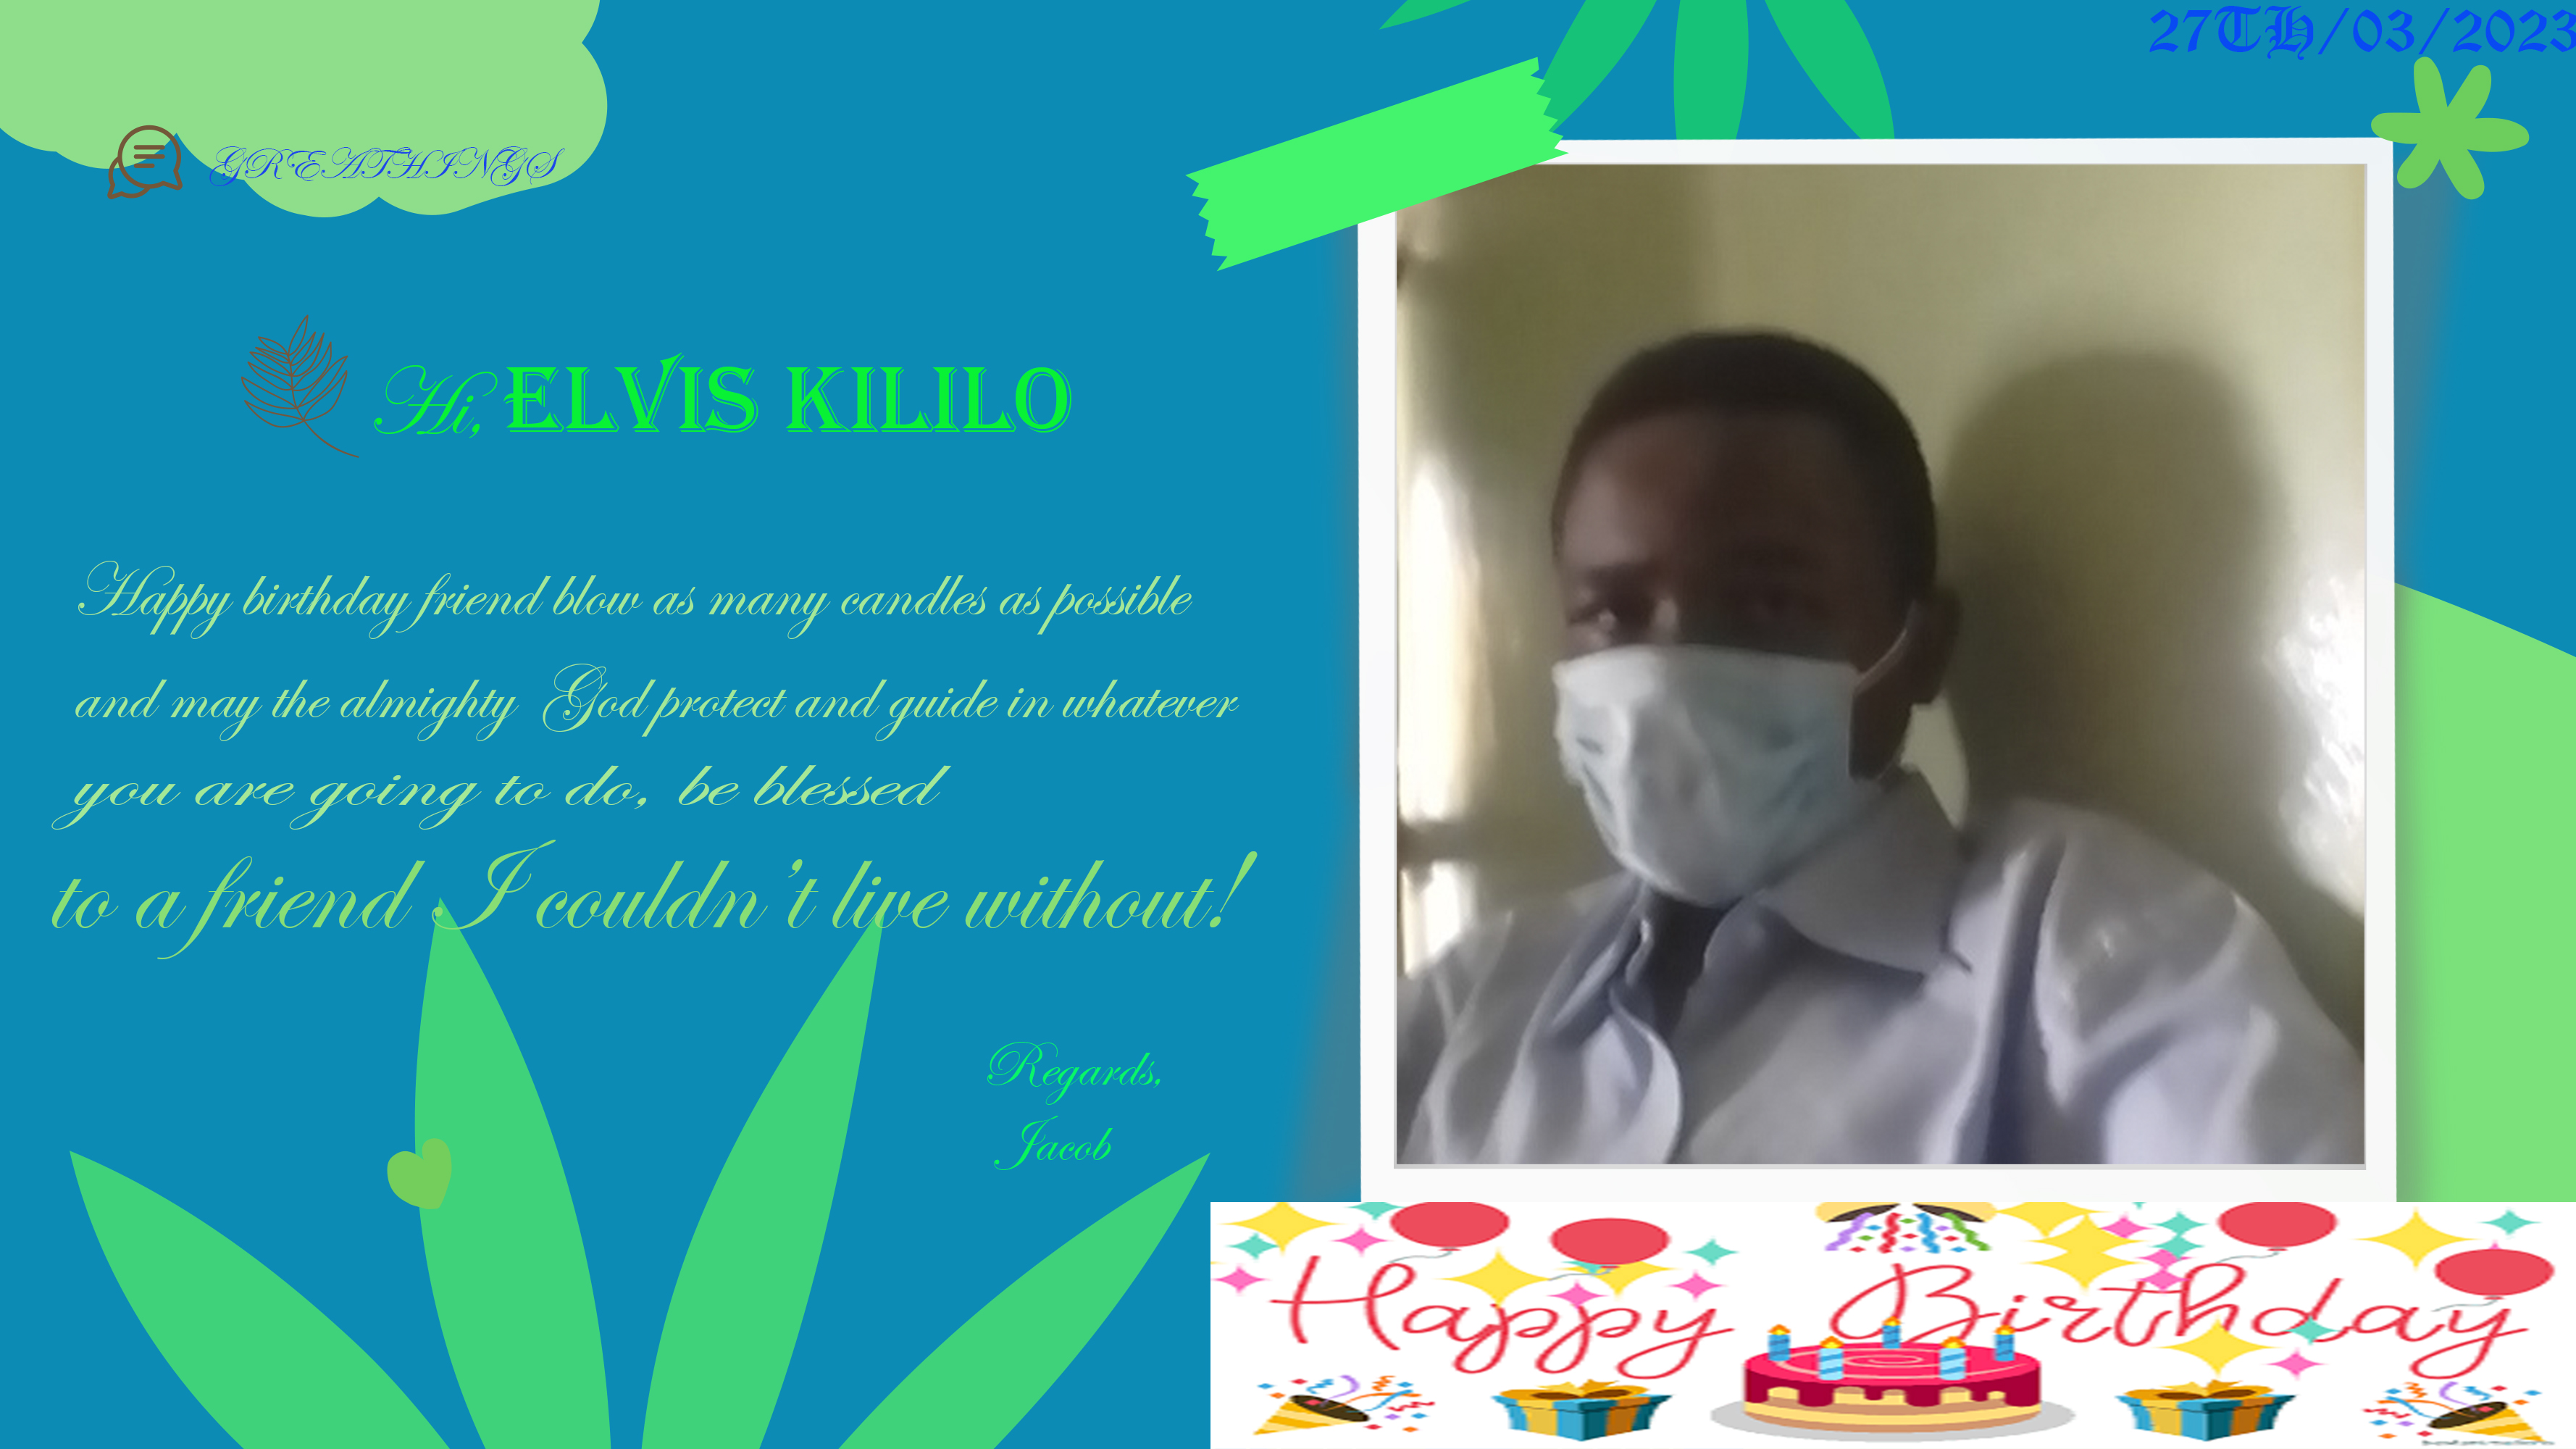 27TH/03/2023
GREATHINGS
Hi, ELVIS KILILO
Happy birthday friend blow as many candles as possible
and may the almighty God protect and guide in whatever
you are going to do, be blessed
to a friend I couldn't live without!
Regards,
Jacob
Happy Birthday